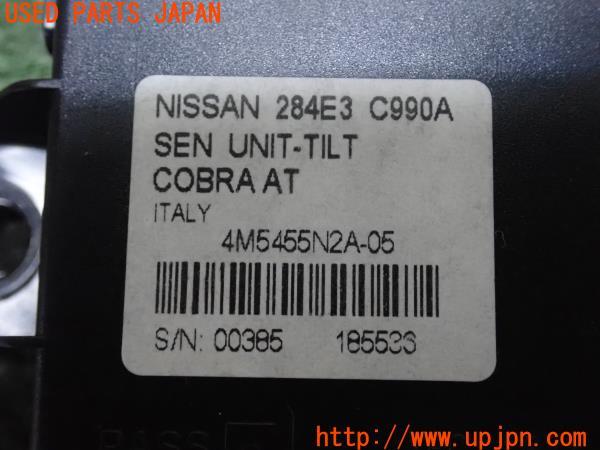 USED PARTS JAPAN
NISSAN 284E3 C990A
SEN UNIT-TILT
COBRA AT
ITALY
4M5455N2A-05
S/N: 00385 185536
PASS
http://www.upjpn.com